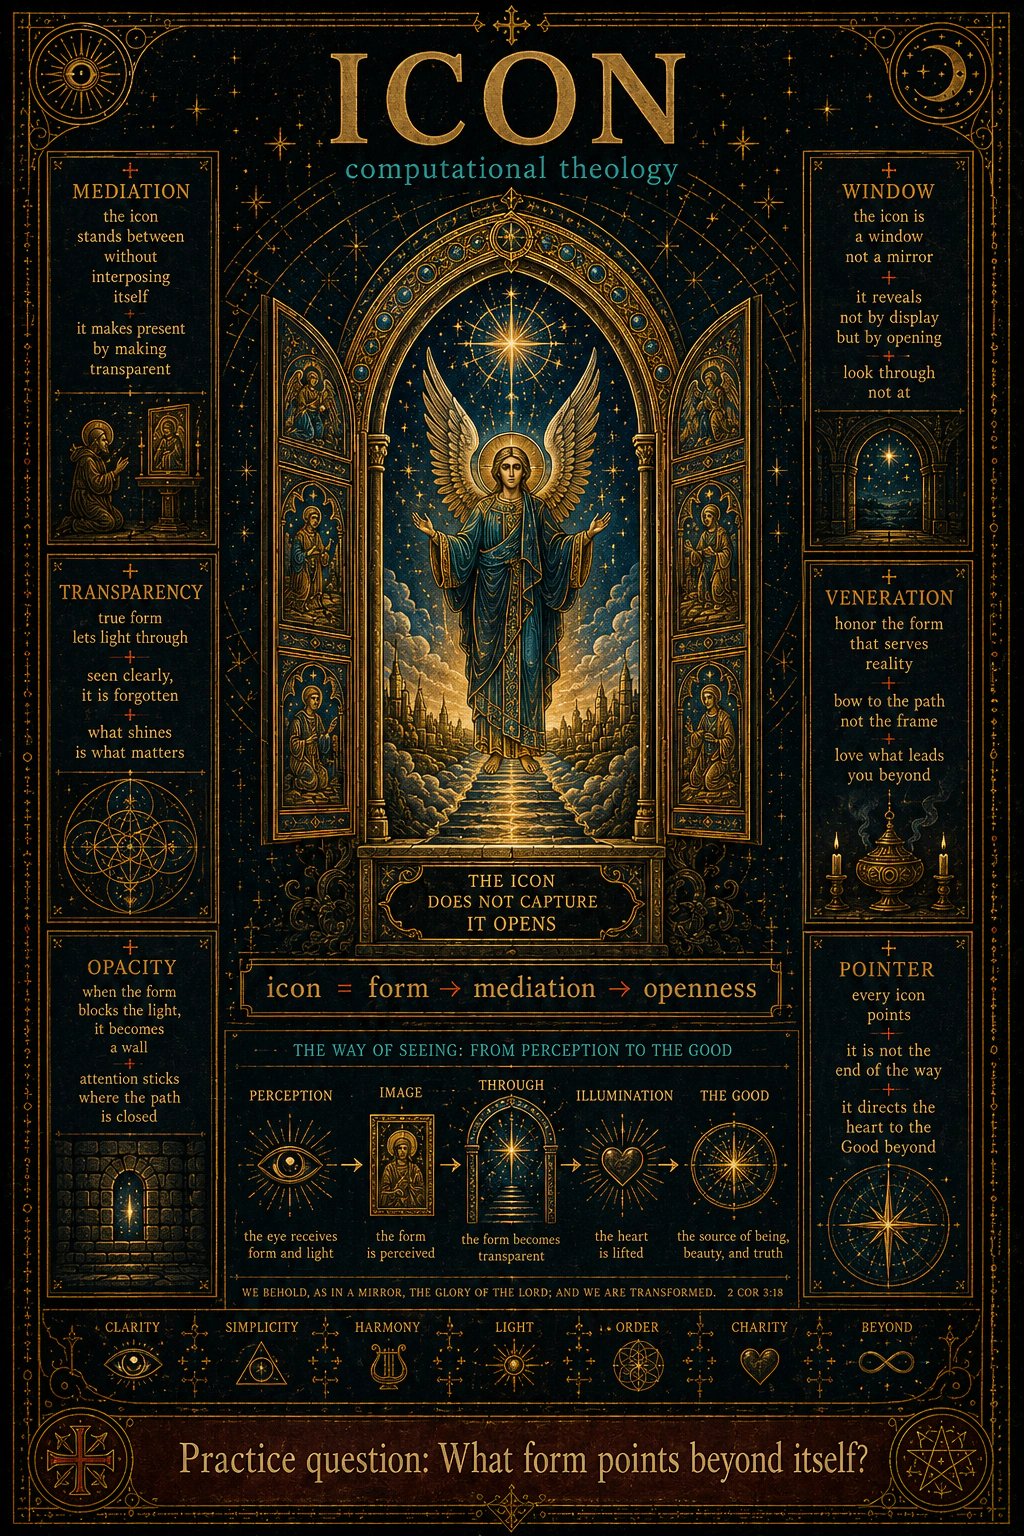 ICON
computational theology
MEDIATION
the icon
stands between
without
interposing
itself
it makes present
by making
transparent
TRANSPARENCY
true form
lets light through
seen clearly,
it is forgotten
what shines
is what matters
OPACITY
when the form
blocks the light,
it becomes
a wall
attention sticks
where the path
is closed
WINDOW
the icon is
a window
not a mirror
it reveals
not by display
but by opening
look through
not at
VENERATION
honor the form
that serves
reality
bow to the path
not the frame
love what leads
you beyond
POINTER
every icon
points
it is not the
end of the way
it directs the
heart to the
Good beyond
THE ICON
DOES NOT CAPTURE
IT OPENS
icon = form → mediation → openness
THE WAY OF SEEING: FROM PERCEPTION TO THE GOOD
PERCEPTION
the eye receives
form and light
IMAGE
the form
is perceived
THROUGH
the form becomes
transparent
ILLUMINATION
the heart
is lifted
THE GOOD
the source of being,
beauty, and truth
WE BEHOLD, AS IN A MIRROR, THE GLORY OF THE LORD; AND WE ARE TRANSFORMED. 2 COR 3:18
CLARITY
SIMPLICITY
HARMONY
LIGHT
ORDER
CHARITY
BEYOND
Practice question: What form points beyond itself?